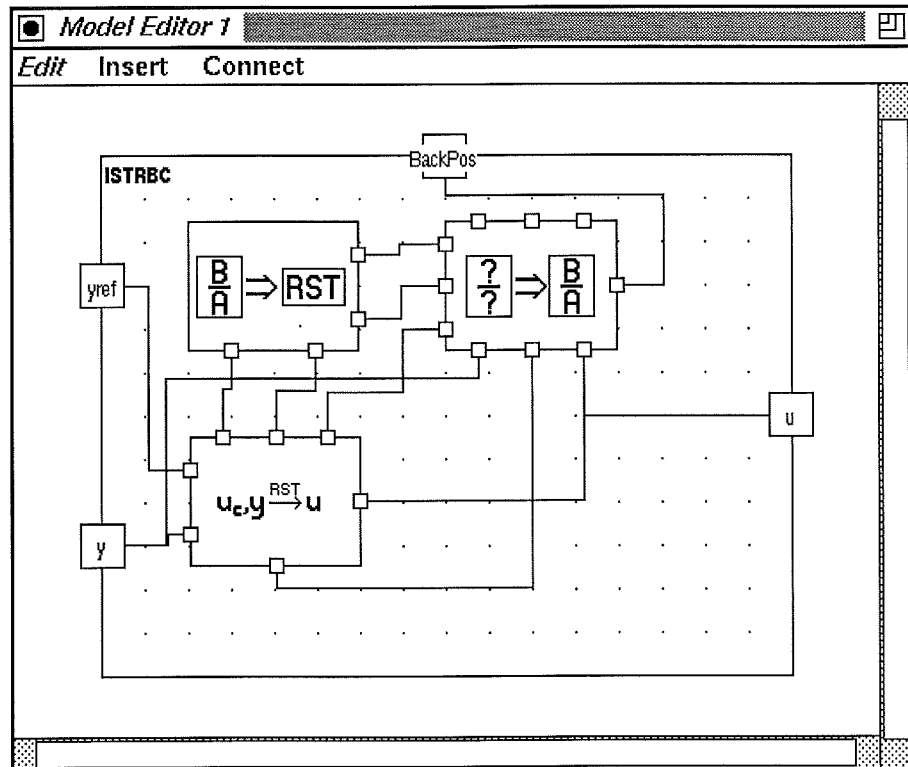 Model Editor 1
Edit Insert Connect
BackPos
ISTRBC
yref
B
A
⇒
RST
?
?
⇒
B
A
u
RST
u_c,y → u
y